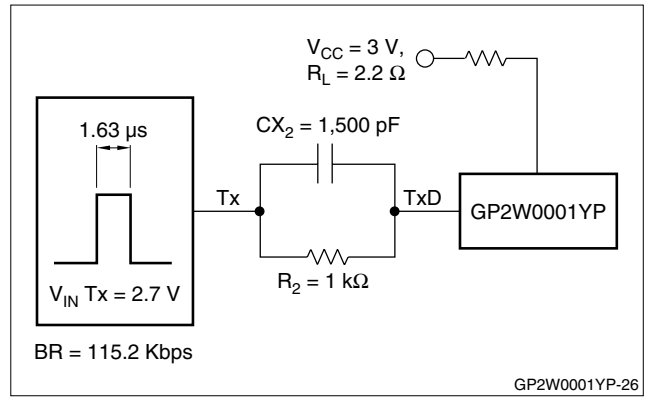 V_CC = 3 V,
R_L = 2.2 Ω
1.63 µs
CX_2 = 1,500 pF
Tx
TxD
GP2W0001YP
R_2 = 1 kΩ
V_IN Tx = 2.7 V
BR = 115.2 Kbps
GP2W0001YP-26